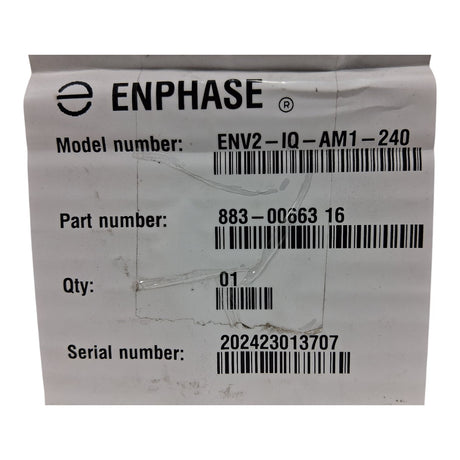 ENPHASE ®
Model number: ENV2-IQ-AM1-240
Part number: 883-00663 16
Qty: 01
Serial number: 202423013707